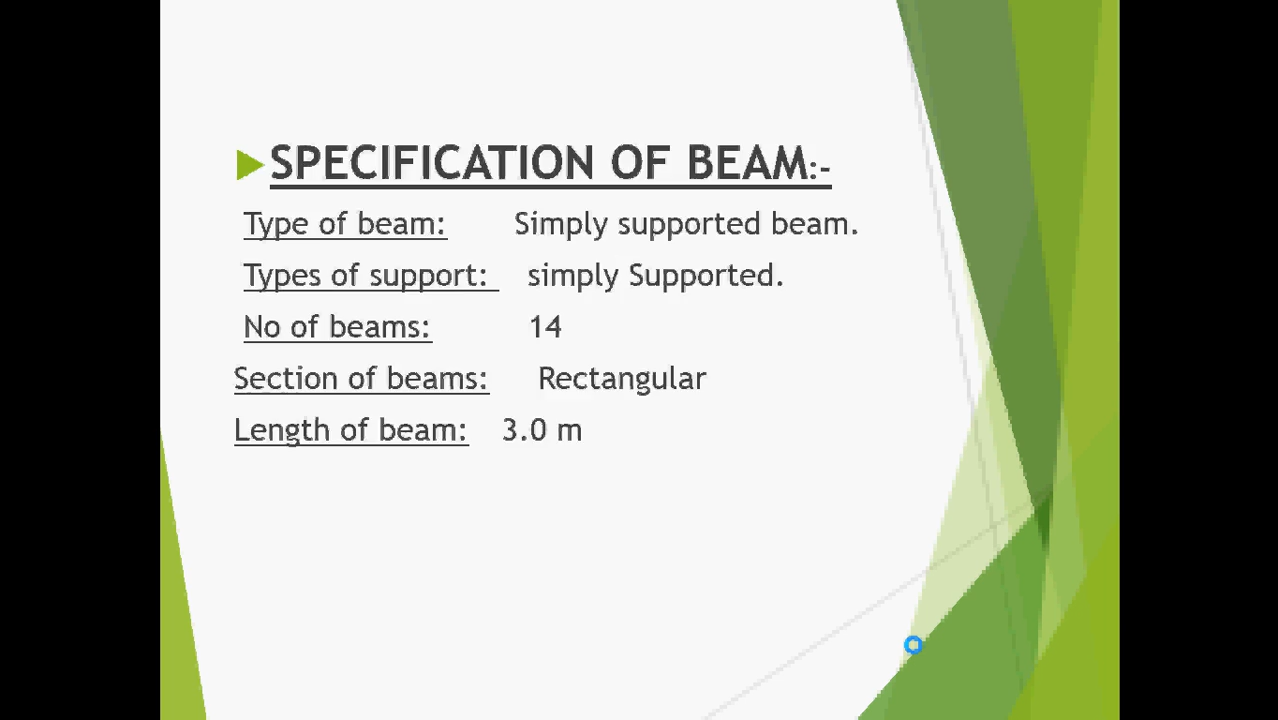 SPECIFICATION OF BEAM:-
Type of beam: Simply supported beam.
Types of support: simply Supported.
No of beams: 14
Section of beams: Rectangular
Length of beam: 3.0 m